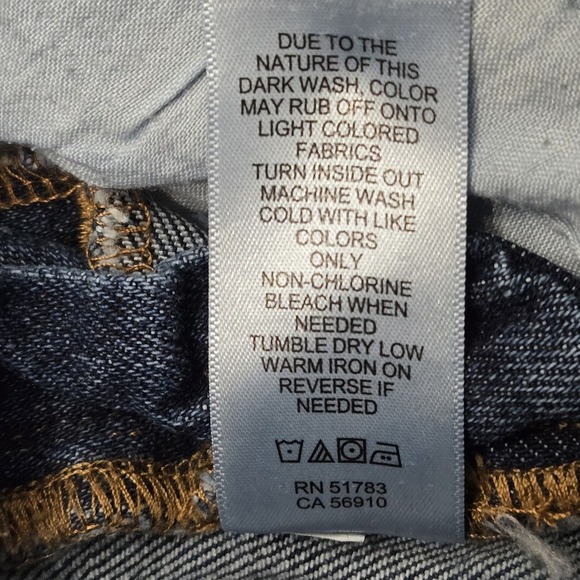 DUE TO THE
NATURE OF THIS
DARK WASH, COLOR
MAY RUB OFF ONTO
LIGHT COLORED
FABRICS
TURN INSIDE OUT
MACHINE WASH
COLD WITH LIKE
COLORS
ONLY
NON-CHLORINE
BLEACH WHEN
NEEDED
TUMBLE DRY LOW
WARM IRON ON
REVERSE IF
NEEDED
RN 51783
CA 56910